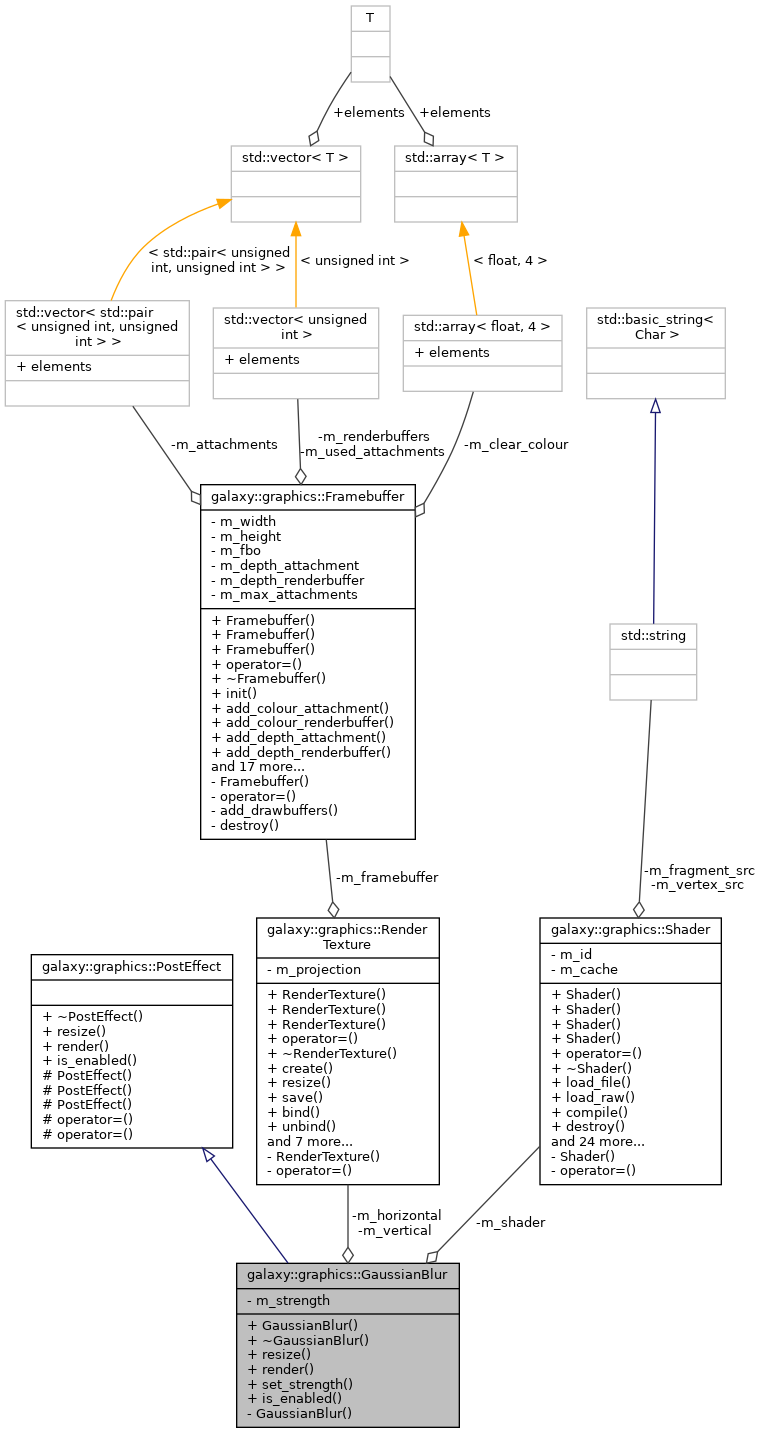 T
+elements
+elements
std::vector< T >
std::array< T >
< std::pair< unsigned
int, unsigned int > >
< unsigned int >
< float, 4 >
std::vector< std::pair
< unsigned int, unsigned
int > >
+ elements
std::vector< unsigned
int >
+ elements
std::array< float, 4 >
+ elements
std::basic_string<
Char >
-m_attachments
-m_renderbuffers
-m_used_attachments
-m_clear_colour
galaxy::graphics::Framebuffer
- m_width
- m_height
- m_fbo
- m_depth_attachment
- m_depth_renderbuffer
- m_max_attachments
+ Framebuffer()
+ Framebuffer()
+ Framebuffer()
+ operator=()
+ ~Framebuffer()
+ init()
+ add_colour_attachment()
+ add_colour_renderbuffer()
+ add_depth_attachment()
+ add_depth_renderbuffer()
and 17 more...
- Framebuffer()
- operator=()
- add_drawbuffers()
- destroy()
std::string
-m_framebuffer
-m_fragment_src
-m_vertex_src
galaxy::graphics::PostEffect
+ ~PostEffect()
+ resize()
+ render()
+ is_enabled()
# PostEffect()
# PostEffect()
# PostEffect()
# operator=()
# operator=()
galaxy::graphics::Render
Texture
- m_projection
+ RenderTexture()
+ RenderTexture()
+ RenderTexture()
+ operator=()
+ ~RenderTexture()
+ create()
+ resize()
+ save()
+ bind()
+ unbind()
and 7 more...
- RenderTexture()
- operator=()
galaxy::graphics::Shader
- m_id
- m_cache
+ Shader()
+ Shader()
+ Shader()
+ Shader()
+ operator=()
+ ~Shader()
+ load_file()
+ load_raw()
+ compile()
+ destroy()
and 24 more...
- Shader()
- operator=()
-m_horizontal
-m_vertical
-m_shader
galaxy::graphics::GaussianBlur
- m_strength
+ GaussianBlur()
+ ~GaussianBlur()
+ resize()
+ render()
+ set_strength()
+ is_enabled()
- GaussianBlur()